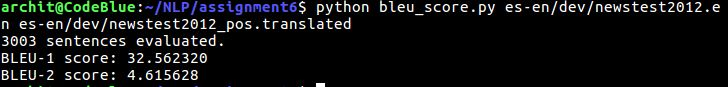 archit@CodeBlue:~/NLP/assignment6$ python bleu_score.py es-en/dev/newstest2012.e
n es-en/dev/newstest2012_pos.translated
3003 sentences evaluated.
BLEU-1 score: 32.562320
BLEU-2 score: 4.615628